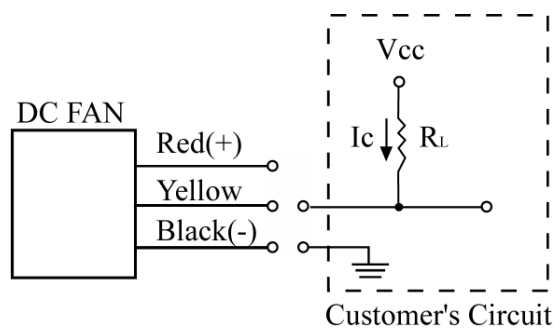 Vcc
DC FAN
Red(+)
Ic
RL
Yellow
Black(-)
Customer's Circuit